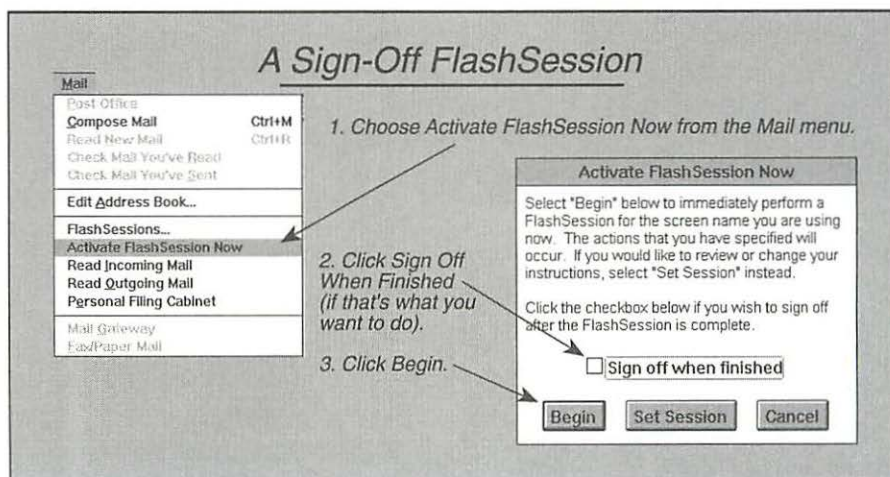 A Sign-Off FlashSession
Mail
Post Office
Compose Mail Ctrl+M
Read New Mail Ctrl+R
Check Mail You've Read
Check Mail You've Sent
Edit Address Book...
FlashSessions...
Activate FlashSession Now
Read Incoming Mail
Read Outgoing Mail
Personal Filing Cabinet
Mail Gateway
Fax/Paper Mail
1. Choose Activate FlashSession Now from the Mail menu.
2. Click Sign Off
When Finished
(if that's what you
want to do).
3. Click Begin.
Activate FlashSession Now
Select "Begin" below to immediately perform a
FlashSession for the screen name you are using
now. The actions that you have specified will
occur. If you would like to review or change your
instructions, select "Set Session" instead.
Click the checkbox below if you wish to sign off
after the FlashSession is complete.
Sign off when finished
Begin Set Session Cancel